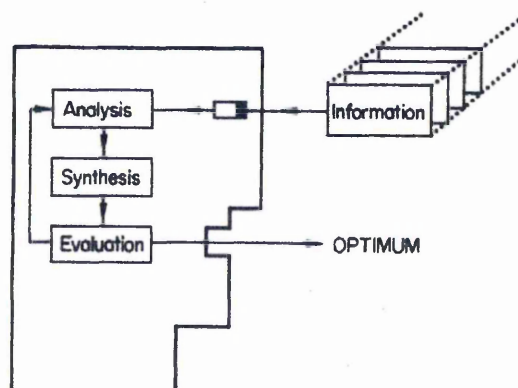 Analysis
Information
Synthesis
Evaluation
OPTIMUM